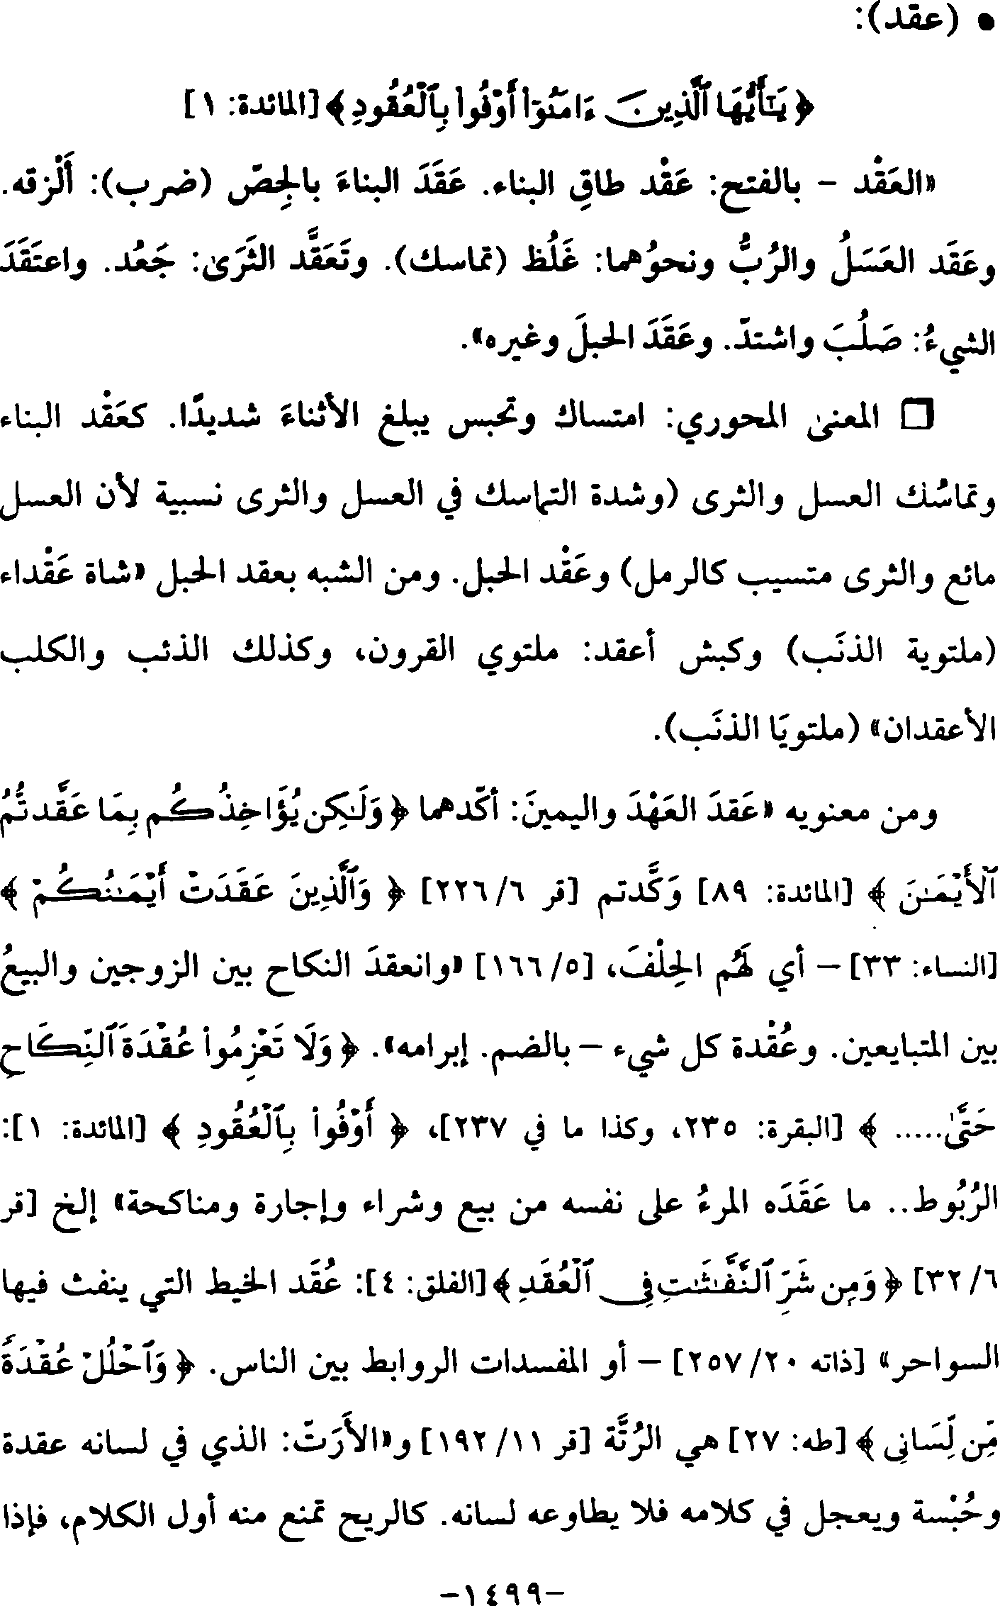 • (عقد):
﴿ يَـٰٓأَيُّهَا ٱلَّذِينَ ءَامَنُوٓا۟ أَوْفُوا۟ بِٱلْعُقُودِ ﴾ [المائدة: ١]
«العَقْد – بالفتح: عَقْد طاقِ البناء. عَقَدَ البناءَ بالجِصّ (ضرب): أَلْزقه.
وعَقَد العَسَلُ والرُبُّ ونحوُهما: غَلُظ (تماسك). وتَعَقَّد الثَرَىٰ: جَعُد. واعتَقَدَ
الشيءُ: صَلُبَ واشتدّ. وعَقَدَ الحبلَ وغيره».
□ المعنىٰ المحوري: امتساك وتحبس يبلغ الأثناءَ شديدًا. كعَقْد البناء
وتماسُك العسل والثرى (وشدة التماسك في العسل والثرى نسبية لأن العسل
مائع والثرى متسيب كالرمل) وعَقْد الحبل. ومن الشبه بعقد الحبل «شاة عَقْداء
(ملتوية الذنَب) وكبش أعقد: ملتوي القرون، وكذلك الذئب والكلب
الأعقدان» (ملتويَا الذنَب).
ومن معنويه «عَقدَ العَهْدَ واليمينَ: أكّدهما ﴿ وَلَـٰكِن يُؤَاخِذُكُم بِمَا عَقَّدتُّمُ
ٱلْأَيْمَـٰنَ ﴾ [المائدة: ٨٩] وَكَّدتم [قر ٦/ ٢٢٦] ﴿ وَٱلَّذِينَ عَقَدَتْ أَيْمَـٰنُكُمْ ﴾
[النساء: ٣٣] – أي لهُم الحِلْفَ، [٥/ ١٦٦] «وانعقدَ النكاح بين الزوجين والبيعُ
بين المتبايعين. وعُقْدة كل شيء – بالضم. إبرامه». ﴿ وَلَا تَعْزِمُوا۟ عُقْدَةَ ٱلنِّكَاحِ
حَتَّىٰ..... ﴾ [البقرة: ٢٣٥، وكذا ما في ٢٣٧]، ﴿ أَوْفُوا۟ بِٱلْعُقُودِ ﴾ [المائدة: ١]:
الرُبُوط.. ما عَقَدَه المرءُ على نفسه من بيع وشراء وإجارة ومناكحة» إلخ [قر
٦/ ٣٢] ﴿ وَمِن شَرِّ ٱلنَّفَّـٰثَـٰتِ فِى ٱلْعُقَدِ ﴾ [الفلق: ٤]: عُقَد الخيط التي ينفث فيها
السواحر» [ذاته ٢٠/ ٢٥٧] – أو المفسدات الروابط بين الناس. ﴿ وَٱحْلُلْ عُقْدَةً
مِّن لِّسَانِى ﴾ [طه: ٢٧] هي الرُتَّة [قر ١١/ ١٩٢] و«الأَرَتّ: الذي في لسانه عقدة
وحُبْسة ويعجل في كلامه فلا يطاوعه لسانه. كالريح تمنع منه أول الكلام، فإذا
-١٤٩٩-